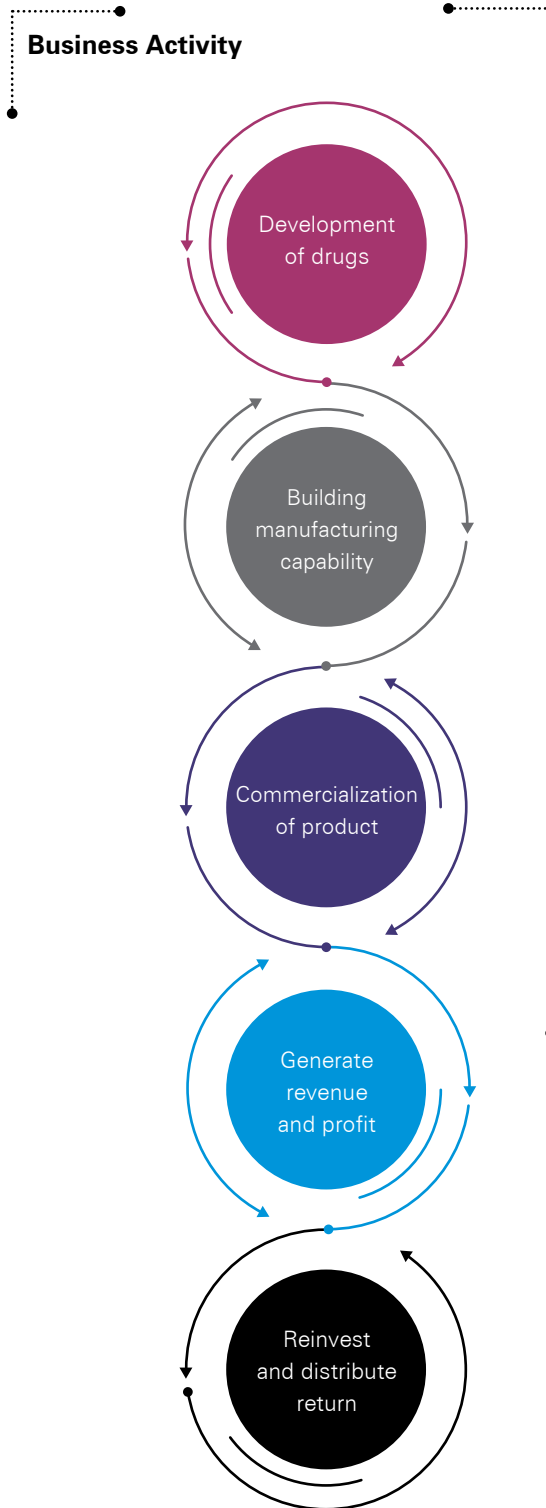 Business Activity
Development
of drugs
Building
manufacturing
capability
Commercialization
of product
Generate
revenue
and profit
Reinvest
and distribute
return